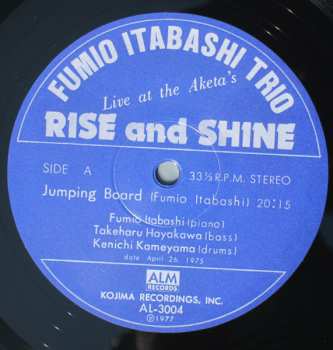 FUMIO ITABASHI TRIO
Live at the Aketa's
RISE and SHINE
SIDE A 33⅓ R.P.M. STEREO
Jumping Board (Fumio Itabashi) 20:15
Fumio Itabashi (piano)
Takeharu Hayakawa (bass)
Kenichi Kameyama (drums)
date April 26, 1975
ALM
RECORDS
KOJIMA RECORDINGS, INC.
AL-3004
℗1977